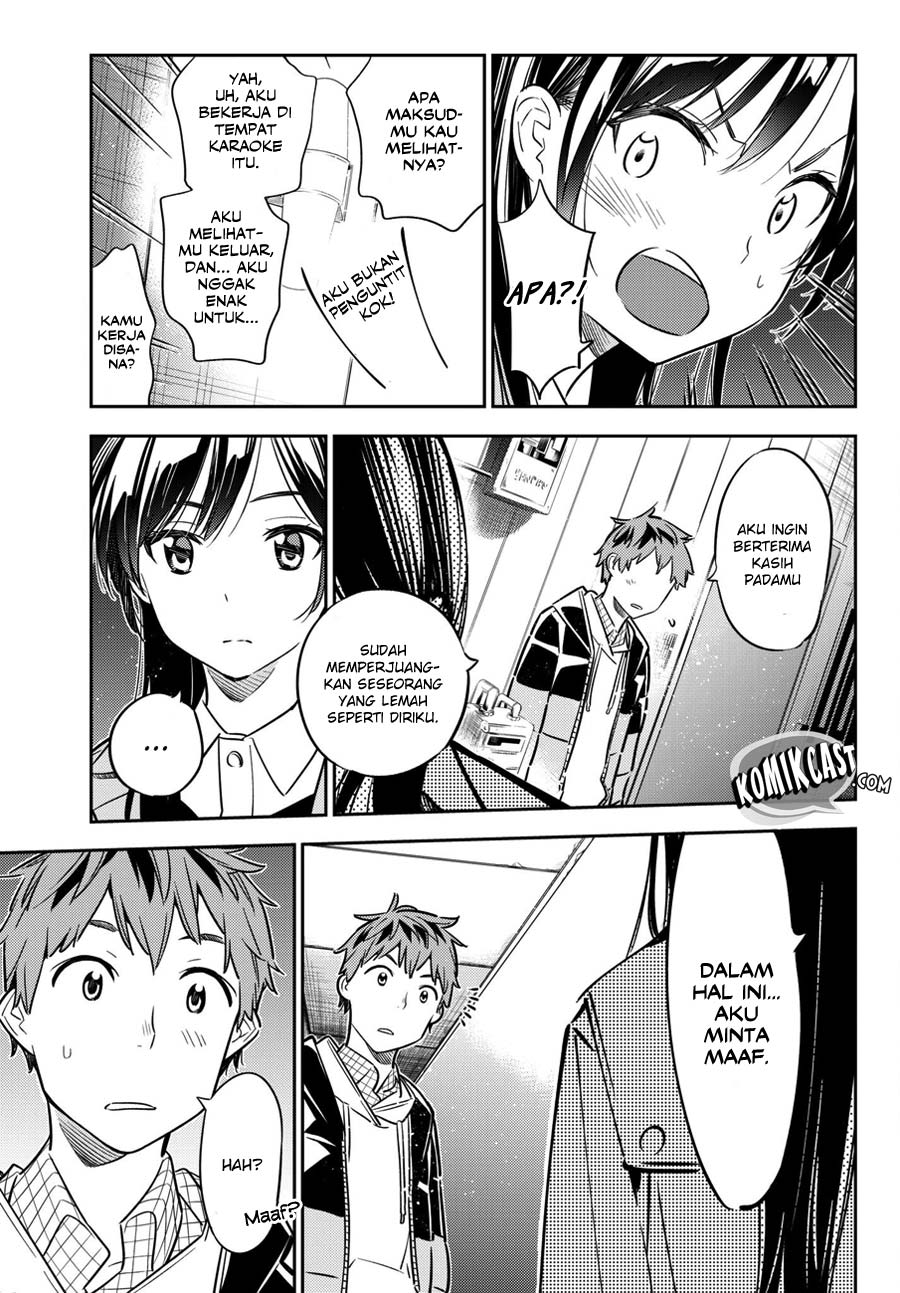 APA?!
APA
MAKSUD-
MU KAU
MELIHAT-
NYA?
YAH,
UH, AKU
BEKERJA DI
TEMPAT
KARAOKE
ITU.
AKU
MELIHAT-
MU KELUAR,
DAN... AKU
NGGAK
ENAK
UNTUK...
AKU BUKAN
PENGUNTIT
KOK!
KAMU
KERJA
DISA-
NA?
AKU INGIN
BERTERIMA
KASIH
PADAMU
SUDAH
MEMPERJUANG-
KAN SESEORANG
YANG LEMAH
SEPERTI DIRIKU.
...
KOMIKCAST.COM
DALAM
HAL INI...
AKU
MINTA
MAAF.
HAH?
Maaf?